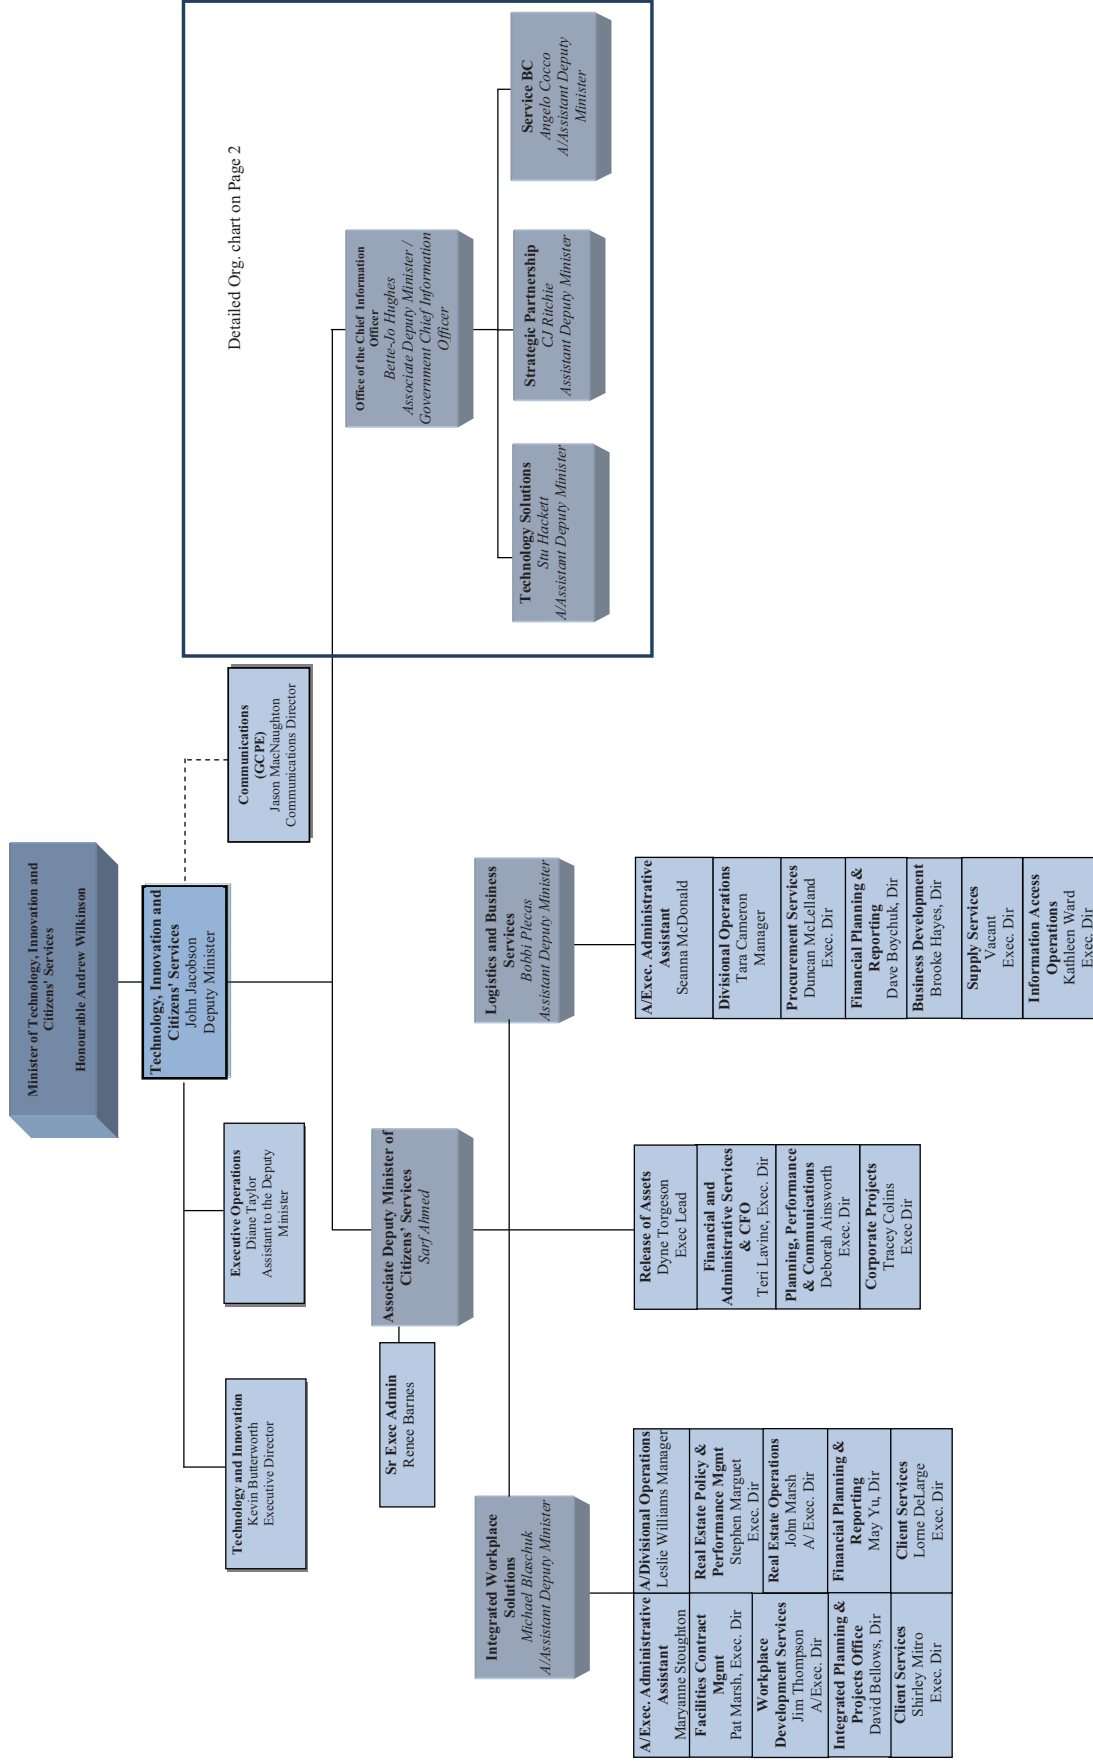 Minister of Technology, Innovation and
Citizens' Services
Honourable Andrew Wilkinson
Technology, Innovation and
Citizens' Services
John Jacobson
Deputy Minister
Technology and Innovation
Kevin Butterworth
Executive Director
Executive Operations
Diane Taylor
Assistant to the Deputy
Minister
Communications
(GCPE)
Jason MacNaughton
Communications Director
Detailed Org. chart on Page 2
Sr Exec Admin
Renee Barnes
Associate Deputy Minister of
Citizens' Services
Sarf Ahmed
Office of the Chief Information
Officer
Bette-Jo Hughes
Associate Deputy Minister /
Government Chief Information
Officer
Integrated Workplace
Solutions
Michael Blaschuk
A/Assistant Deputy Minister
Logistics and Business
Services
Bobbi Plecas
Assistant Deputy Minister
Technology Solutions
Stu Hackett
A/Assistant Deputy Minister
Strategic Partnership
CJ Ritchie
Assistant Deputy Minister
Service BC
Angelo Cocco
A/Assistant Deputy
Minister
A/Exec. Administrative
Assistant
Maryanne Stoughton
Facilities Contract
Mgmt
Pat Marsh, Exec. Dir
Workplace
Development Services
Jim Thompson
A/Exec. Dir
Integrated Planning &
Projects Office
David Bellows, Dir
Client Services
Shirley Mitro
Exec. Dir
A/Divisional Operations
Leslie Williams Manager
Real Estate Policy &
Performance Mgmt
Stephen Marguet
Exec. Dir
Real Estate Operations
John Marsh
A/ Exec. Dir
Financial Planning &
Reporting
May Yu, Dir
Client Services
Lorne DeLarge
Exec. Dir
Release of Assets
Dyne Torgeson
Exec Lead
Financial and
Administrative Services
& CFO
Teri Lavine, Exec. Dir
Planning, Performance
& Communications
Deborah Ainsworth
Exec. Dir
Corporate Projects
Tracey Colins
Exec Dir
A/Exec. Administrative
Assistant
Seanna McDonald
Divisional Operations
Tara Cameron
Manager
Procurement Services
Duncan McLelland
Exec. Dir
Financial Planning &
Reporting
Dave Boychuk, Dir
Business Development
Brooke Hayes, Dir
Supply Services
Vacant
Exec. Dir
Information Access
Operations
Kathleen Ward
Exec. Dir